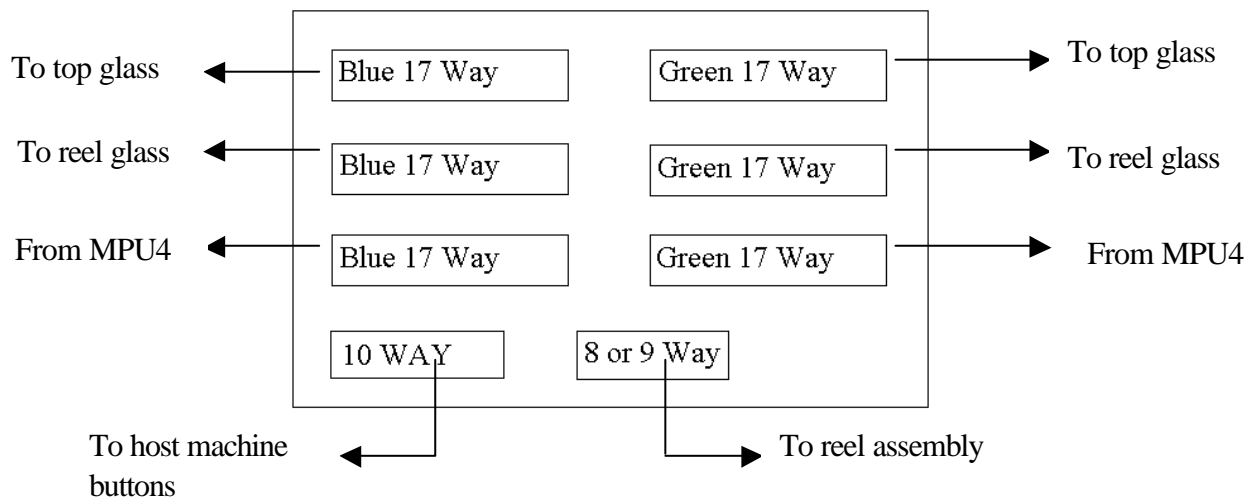 To top glass
Blue 17 Way
Green 17 Way
To top glass
To reel glass
Blue 17 Way
Green 17 Way
To reel glass
From MPU4
Blue 17 Way
Green 17 Way
From MPU4
10 WAY
8 or 9 Way
To host machine
buttons
To reel assembly